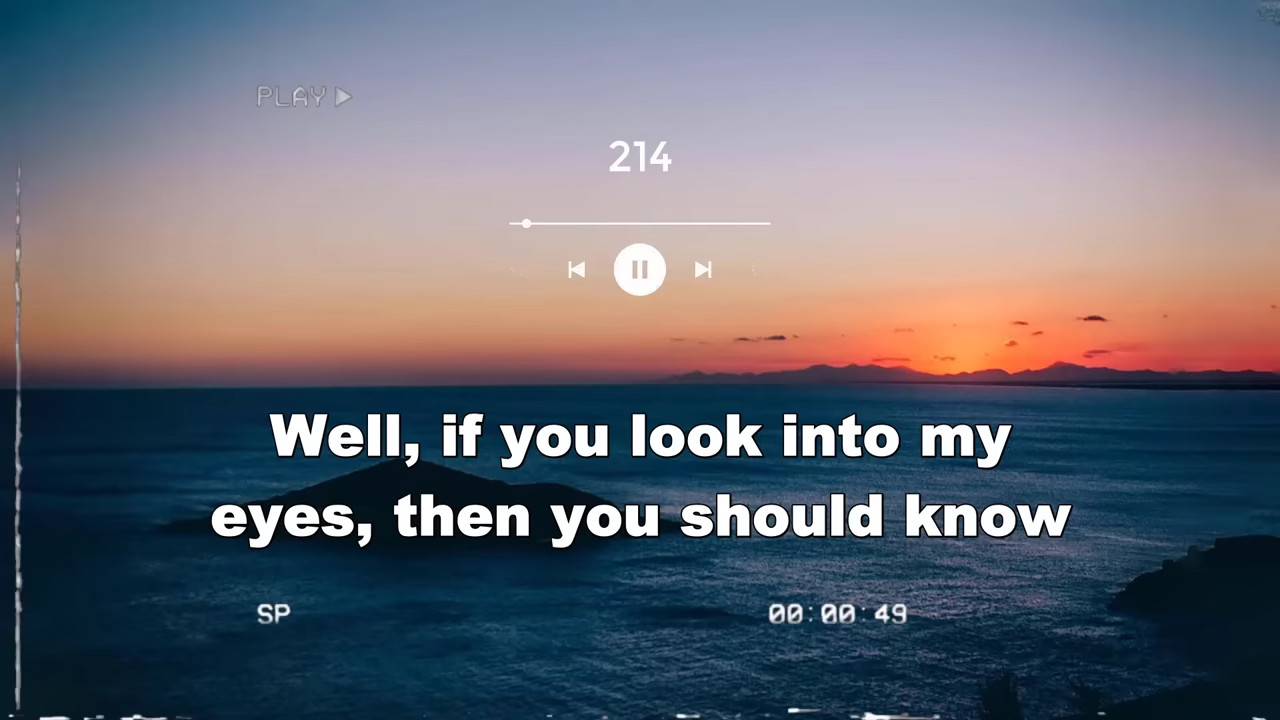 PLAY
214
Well, if you look into my
eyes, then you should know
SP
00:00:49